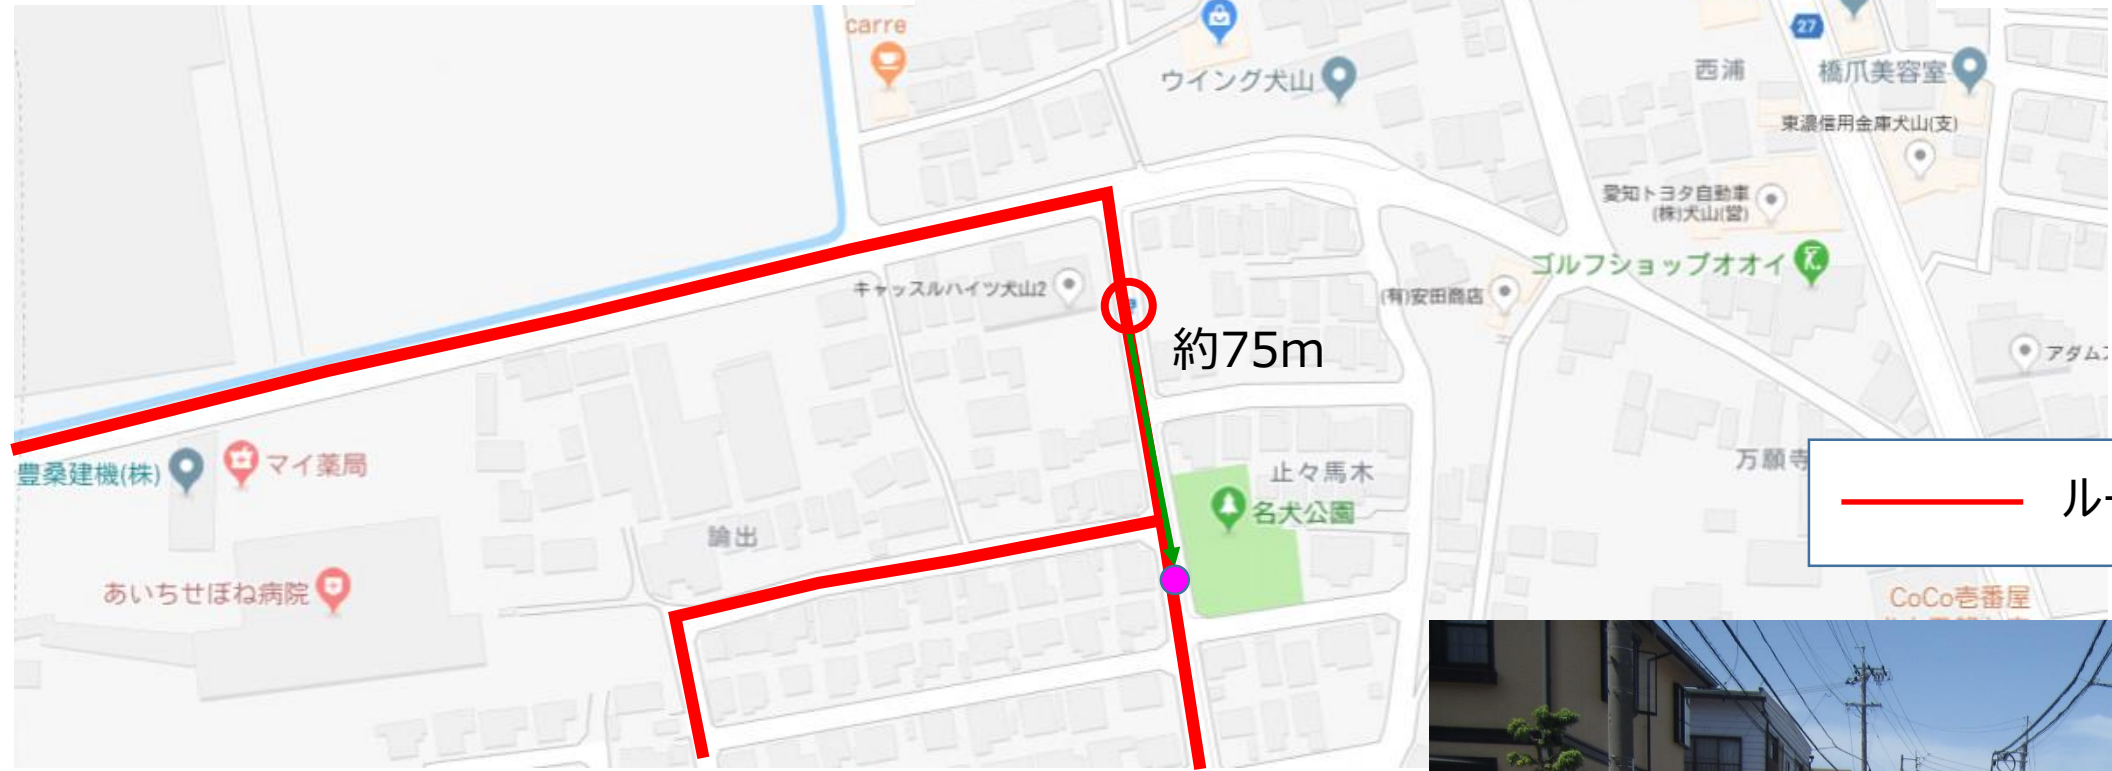 carre
27
ウイング犬山
西浦
橋爪美容室
東濃信用金庫犬山(支)
愛知トヨタ自動車
(株)犬山(営)
ゴルフショップオオイ
キャッスルハイツ犬山2
(有)安田商店
約75m
アダムス
豊桑建機(株)
マイ薬局
止々馬木
名犬公園
万願寺
ルー
諭出
あいちせぼね病院
CoCo壱番屋